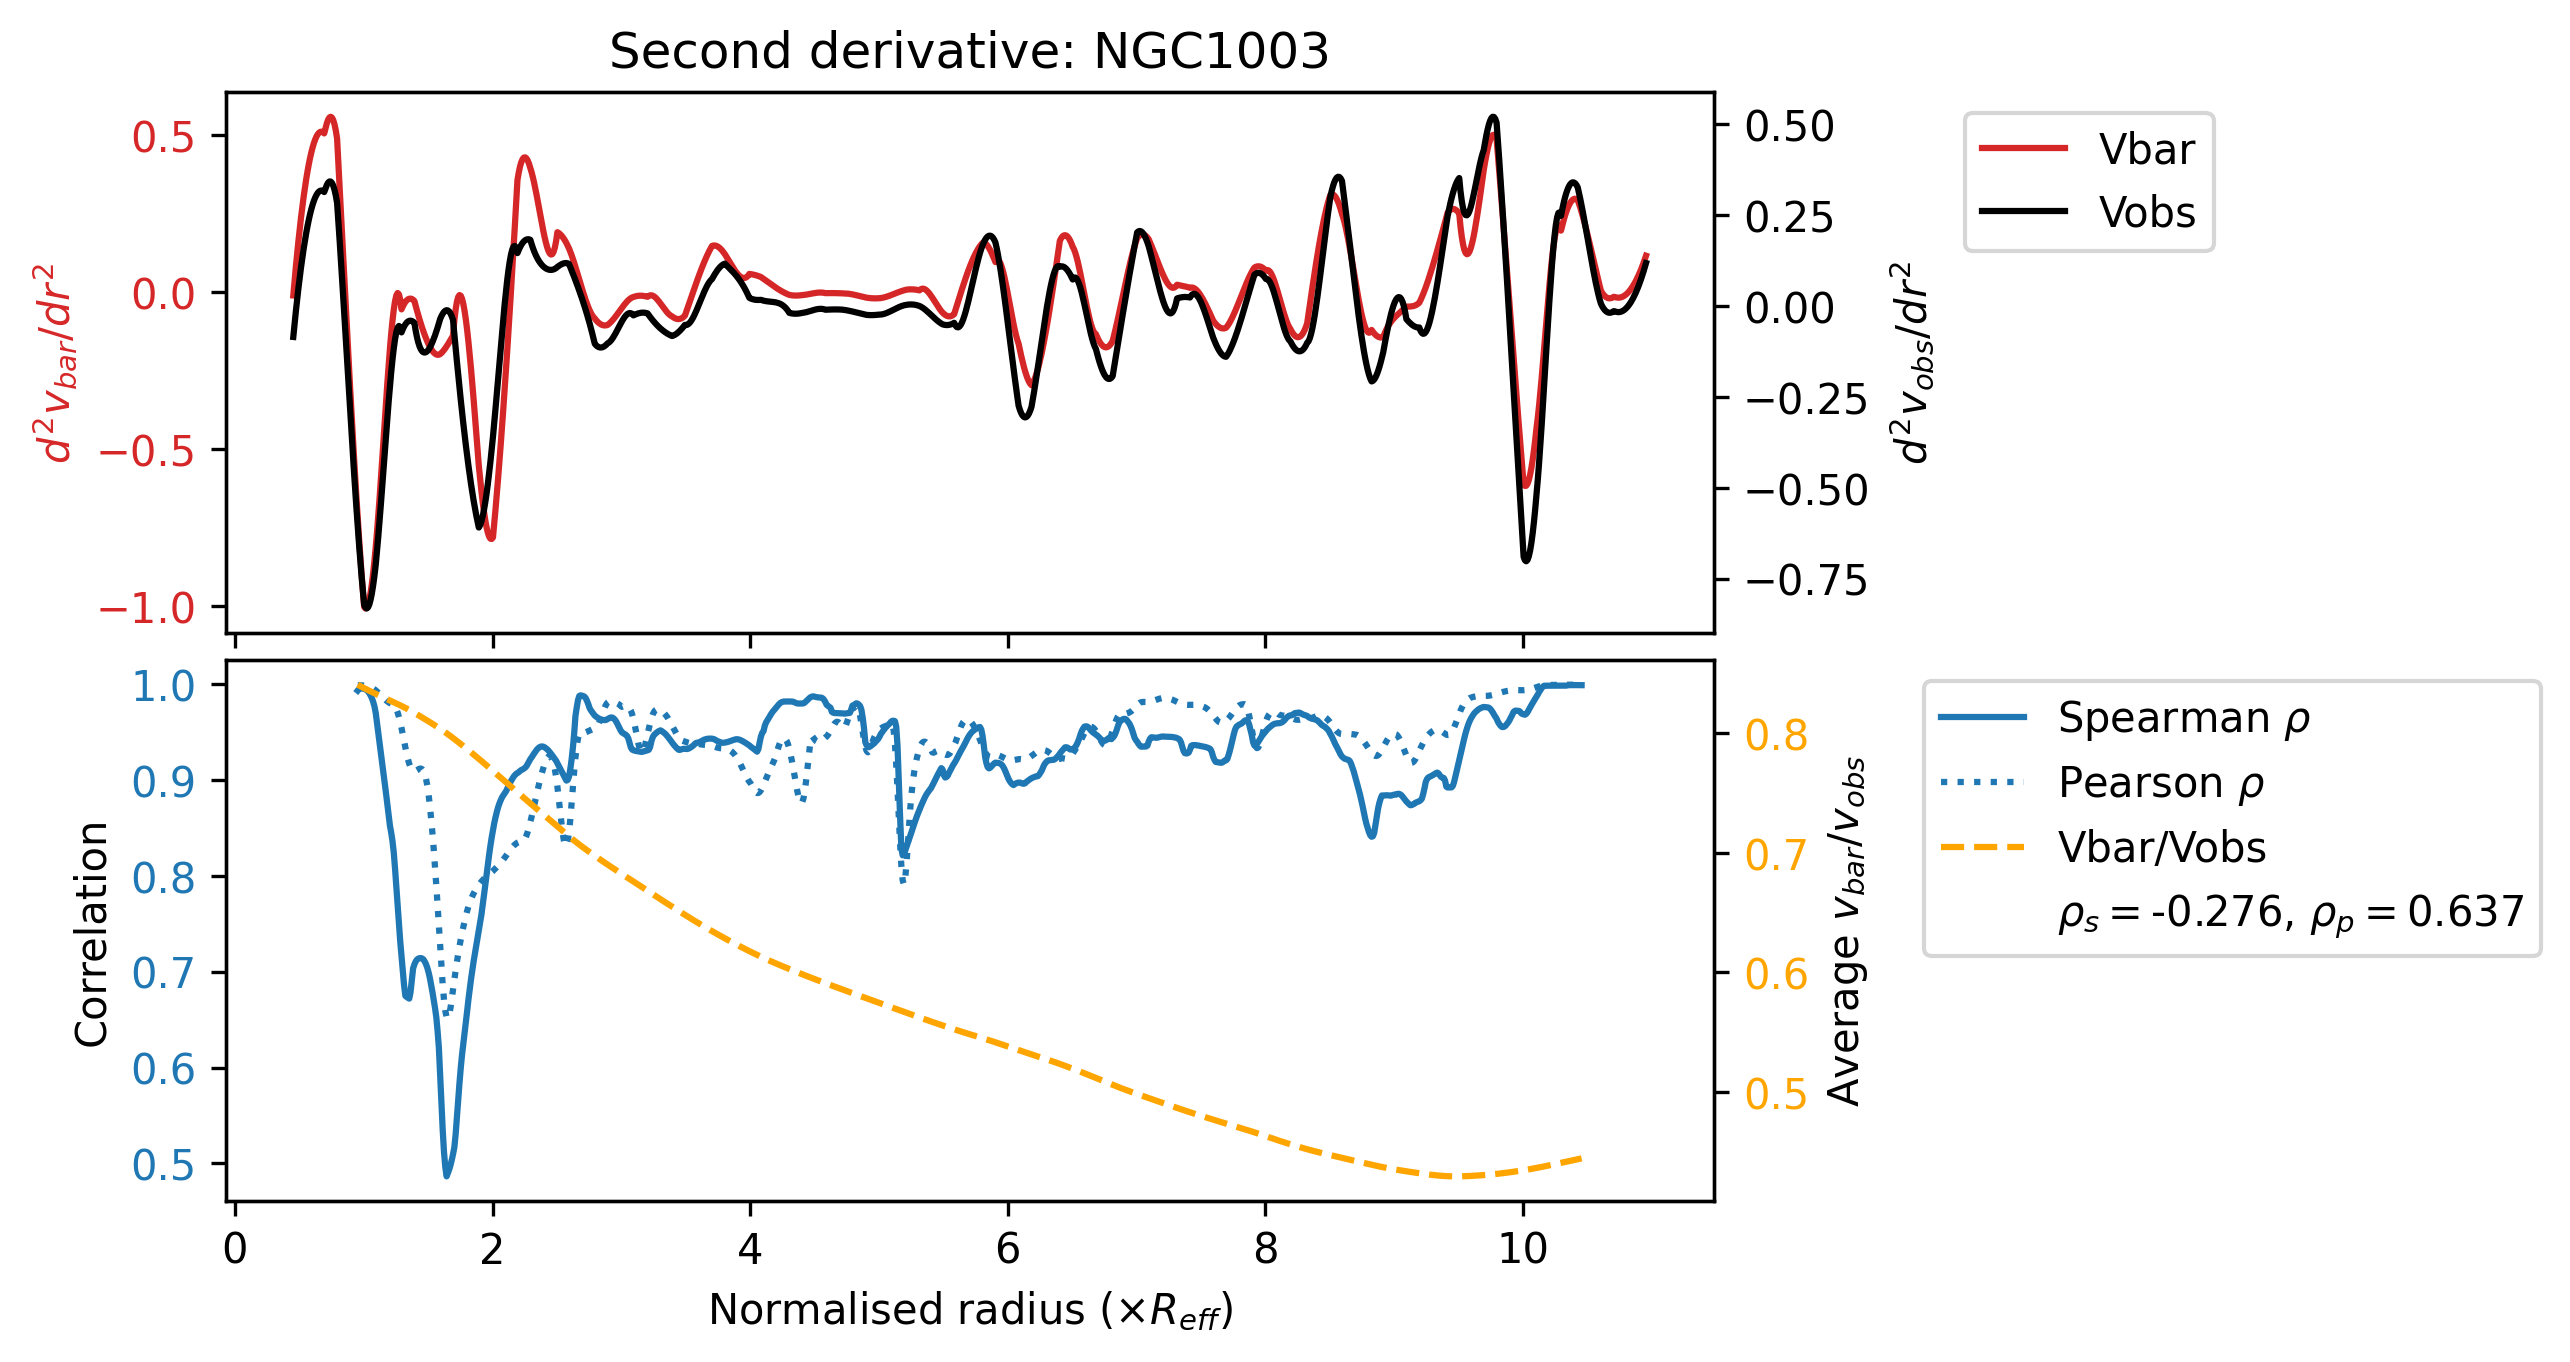 Second derivative: NGC1003
d²v_bar/dr²
0.5
0.0
−0.5
−1.0
0.50
0.25
0.00
−0.25
−0.50
−0.75
d²v_obs/dr²
Vbar
Vobs
Correlation
1.0
0.9
0.8
0.7
0.6
0.5
0.8
0.7
0.6
0.5
Average v_bar/v_obs
Spearman ρ
Pearson ρ
Vbar/Vobs
ρ_s = -0.276, ρ_p = 0.637
0 2 4 6 8 10
Normalised radius (×R_eff)